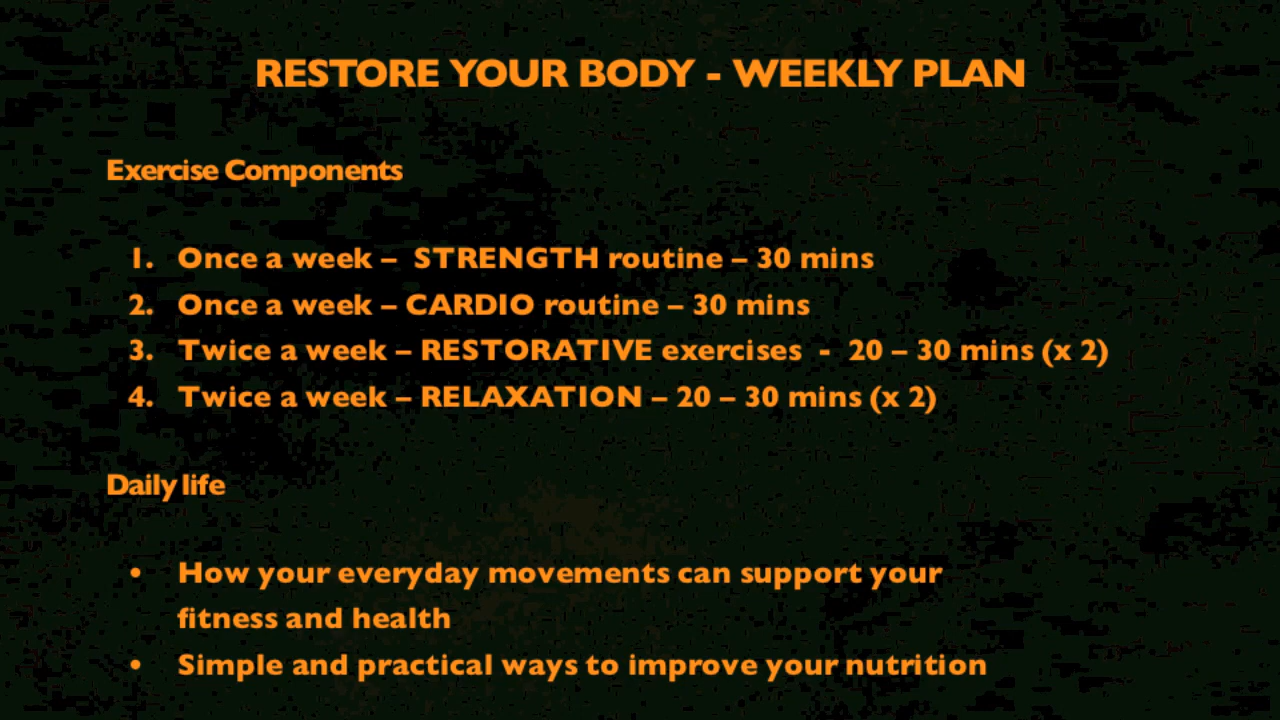 RESTORE YOUR BODY - WEEKLY PLAN
Exercise Components
1. Once a week – STRENGTH routine – 30 mins
2. Once a week – CARDIO routine – 30 mins
3. Twice a week – RESTORATIVE exercises - 20 – 30 mins (x 2)
4. Twice a week – RELAXATION – 20 – 30 mins (x 2)
Daily life
• How your everyday movements can support your
fitness and health
• Simple and practical ways to improve your nutrition